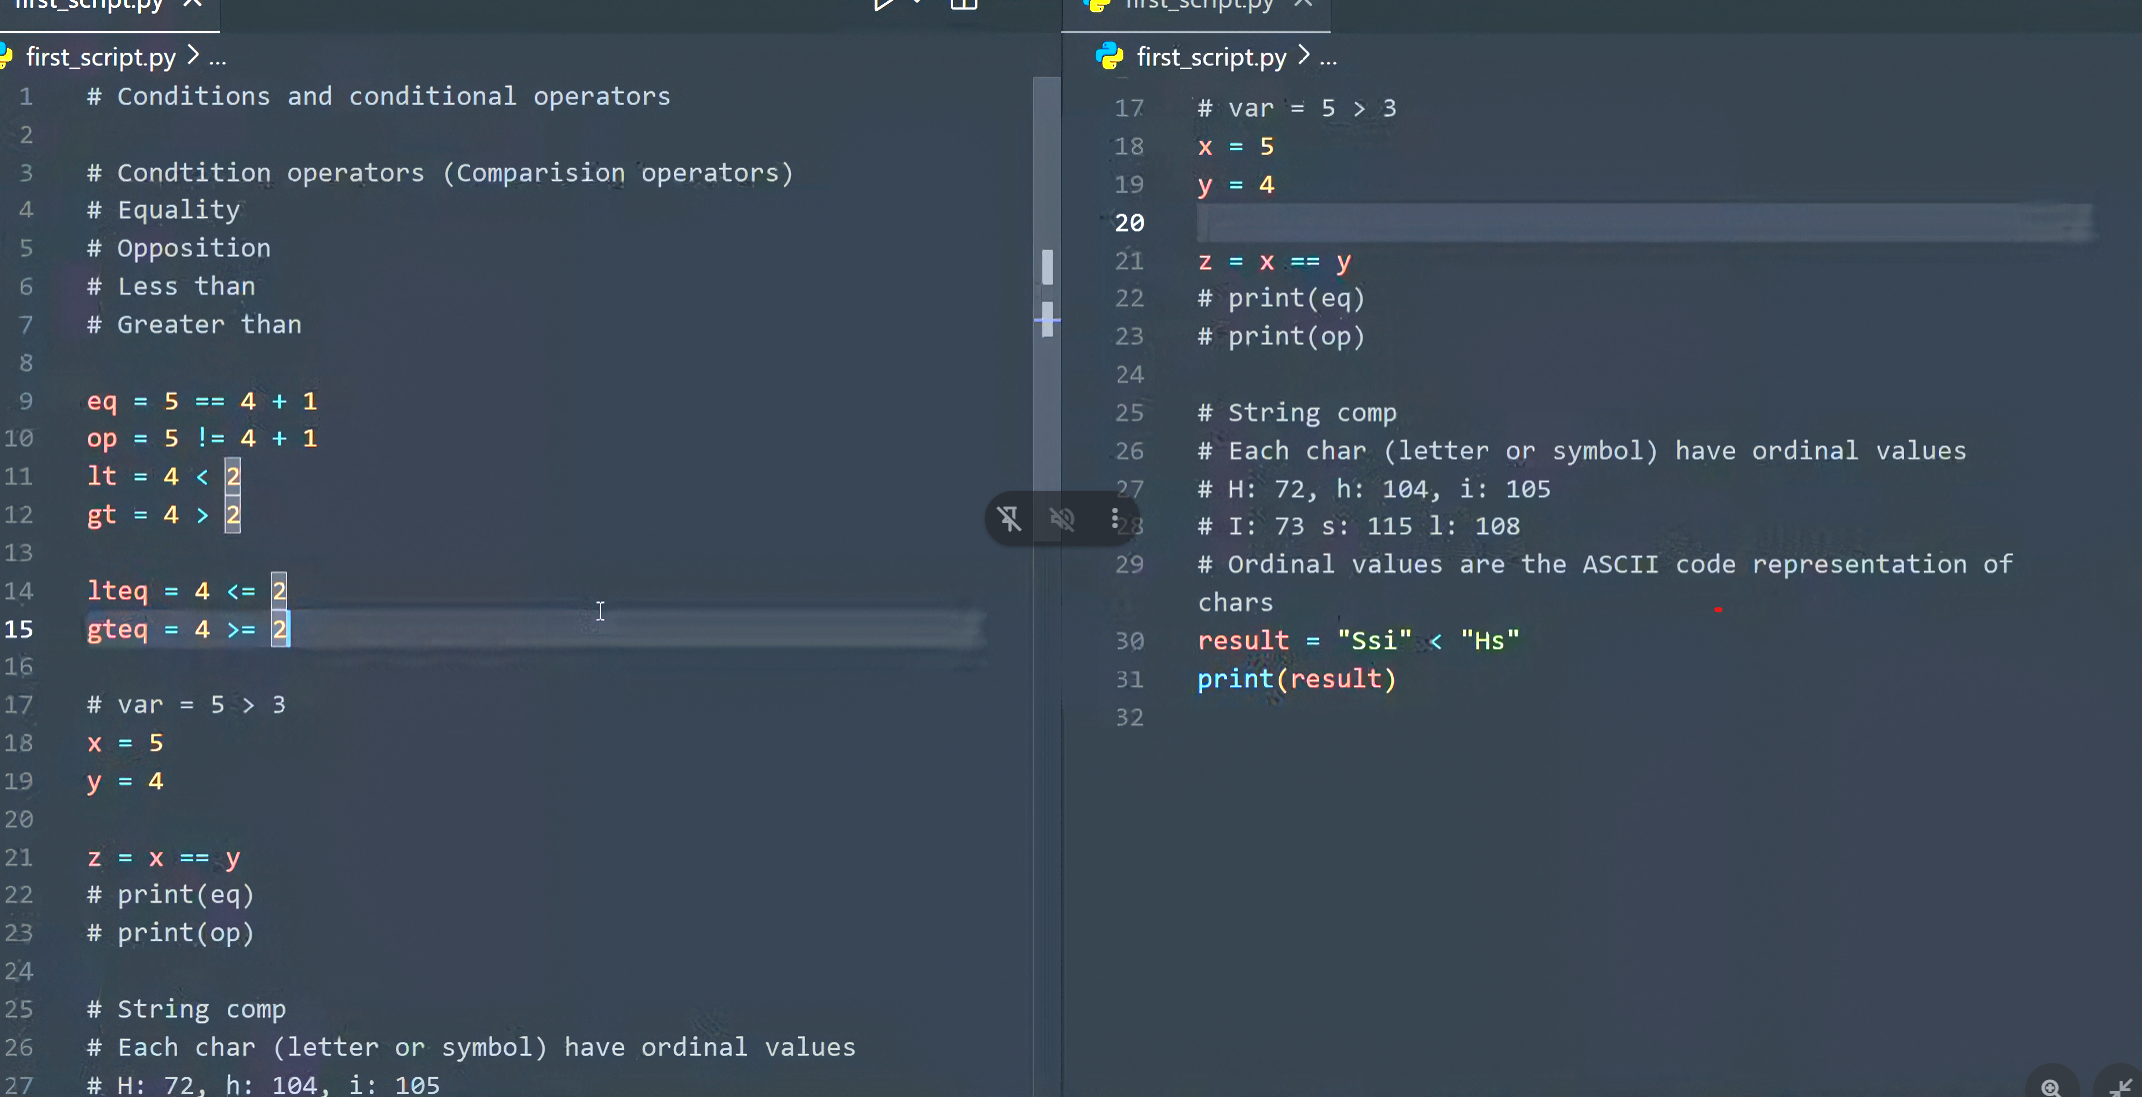 first_script.py
first_script.py > ...
1 # Conditions and conditional operators
2
3 # Condtition operators (Comparision operators)
4 # Equality
5 # Opposition
6 # Less than
7 # Greater than
8
9 eq = 5 == 4 + 1
10 op = 5 != 4 + 1
11 lt = 4 < 2
12 gt = 4 > 2
13
14 lteq = 4 <= 2
15 gteq = 4 >= 2
16
17 # var = 5 > 3
18 x = 5
19 y = 4
20
21 z = x == y
22 # print(eq)
23 # print(op)
24
25 # String comp
26 # Each char (letter or symbol) have ordinal values
27 # H: 72, h: 104, i: 105
first_script.py
first_script.py > ...
17 # var = 5 > 3
18 x = 5
19 y = 4
20
21 z = x == y
22 # print(eq)
23 # print(op)
24
25 # String comp
26 # Each char (letter or symbol) have ordinal values
27 # H: 72, h: 104, i: 105
28 # I: 73 s: 115 l: 108
29 # Ordinal values are the ASCII code representation of
chars
30 result = "Ssi" < "Hs"
31 print(result)
32